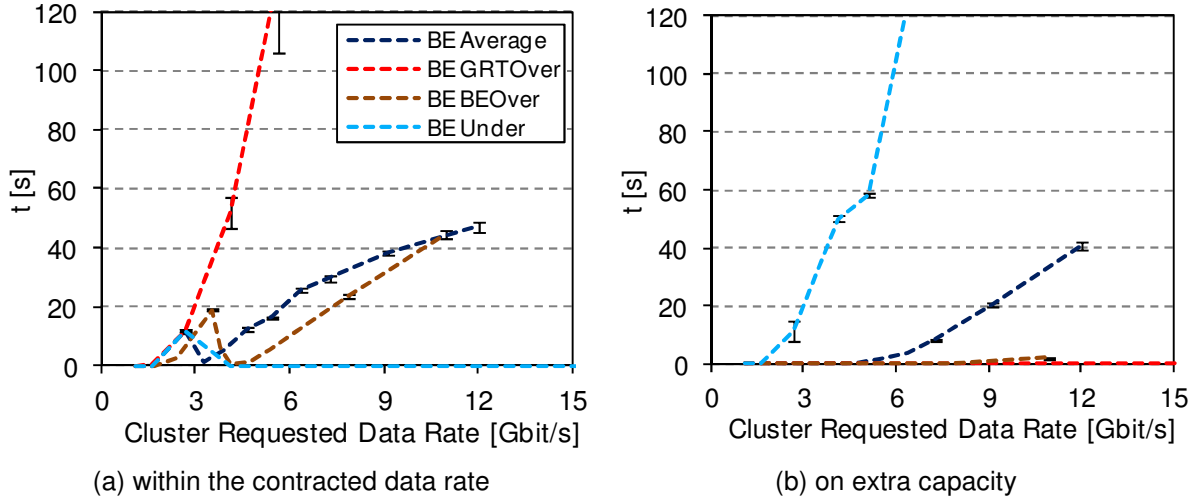 120
100
80
60
40
20
0
t [s]
BE Average
BE GRTOver
BE BEOver
BE Under
0 3 6 9 12 15
Cluster Requested Data Rate [Gbit/s]
(a) within the contracted data rate
120
100
80
60
40
20
0
t [s]
0 3 6 9 12 15
Cluster Requested Data Rate [Gbit/s]
(b) on extra capacity